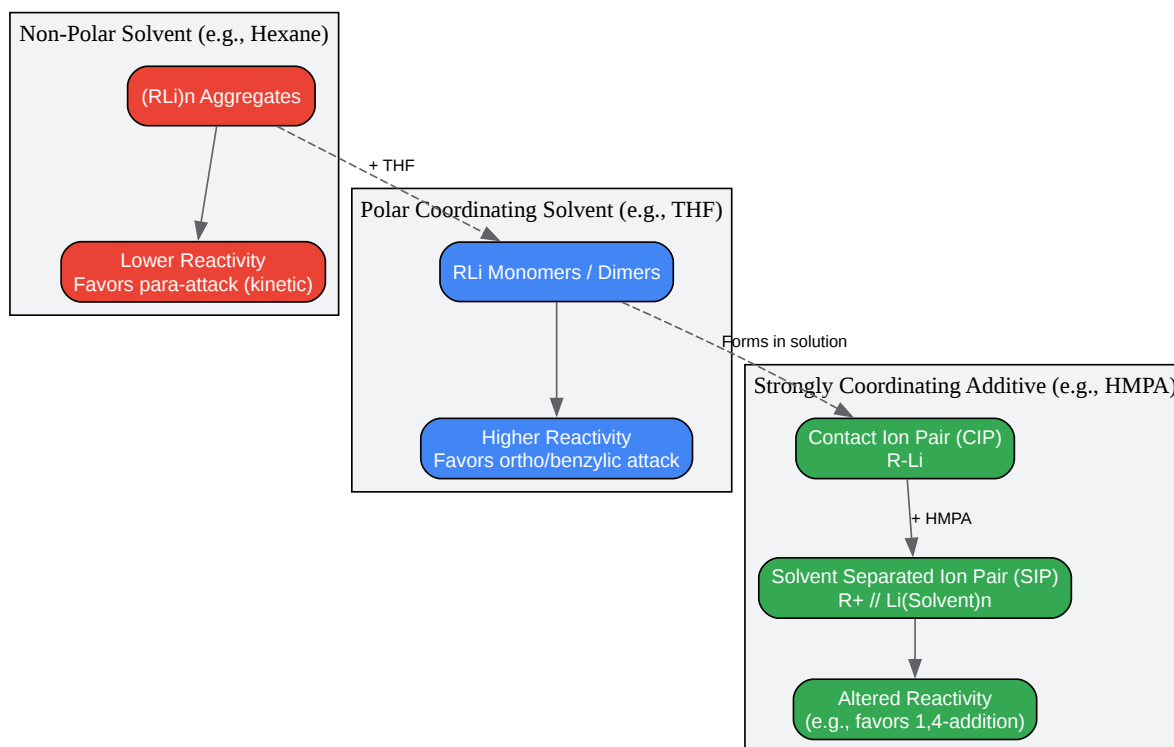 Non-Polar Solvent (e.g., Hexane)
(RLi)n Aggregates
+ THF
Lower Reactivity
Favors para-attack (kinetic)
Polar Coordinating Solvent (e.g., THF)
RLi Monomers / Dimers
Forms in solution
Higher Reactivity
Favors ortho/benzylic attack
Strongly Coordinating Additive (e.g., HMPA)
Contact Ion Pair (CIP)
R-Li
+ HMPA
Solvent Separated Ion Pair (SIP)
R+ // Li(Solvent)n
Altered Reactivity
(e.g., favors 1,4-addition)